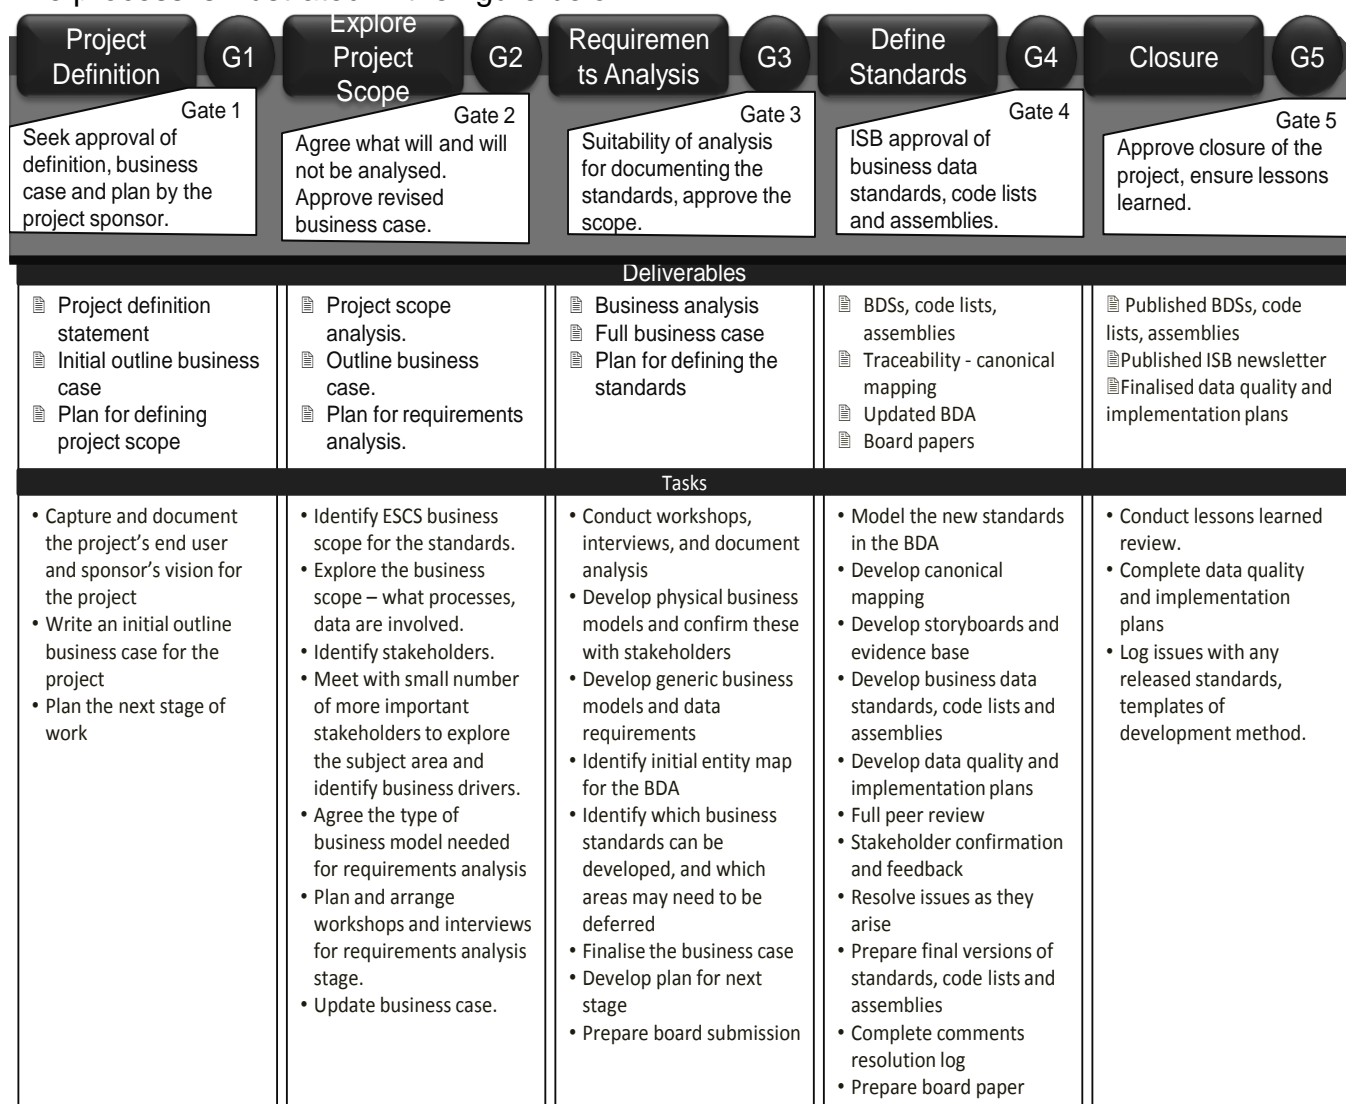 Project
Definition
G1
Explore
Project
Scope
G2
Requiremen
ts Analysis
G3
Define
Standards
G4
Closure
G5
Gate 1
Seek approval of
definition, business
case and plan by the
project sponsor.
Gate 2
Agree what will and will
not be analysed.
Approve revised
business case.
Gate 3
Suitability of analysis
for documenting the
standards, approve the
scope.
Gate 4
ISB approval of
business data
standards, code lists
and assemblies.
Gate 5
Approve closure of the
project, ensure lessons
learned.
Deliverables
Project definition
statement
Initial outline business
case
Plan for defining
project scope
Project scope
analysis.
Outline business
case.
Plan for requirements
analysis.
Business analysis
Full business case
Plan for defining the
standards
BDSs, code lists,
assemblies
Traceability - canonical
mapping
Updated BDA
Board papers
Published BDSs, code
lists, assemblies
Published ISB newsletter
Finalised data quality and
implementation plans
Tasks
• Capture and document
the project's end user
and sponsor's vision for
the project
• Write an initial outline
business case for the
project
• Plan the next stage of
work
• Identify ESCS business
scope for the standards.
• Explore the business
scope – what processes,
data are involved.
• Identify stakeholders.
• Meet with small number
of more important
stakeholders to explore
the subject area and
identify business drivers.
• Agree the type of
business model needed
for requirements analysis
• Plan and arrange
workshops and interviews
for requirements analysis
stage.
• Update business case.
• Conduct workshops,
interviews, and document
analysis
• Develop physical business
models and confirm these
with stakeholders
• Develop generic business
models and data
requirements
• Identify initial entity map
for the BDA
• Identify which business
standards can be
developed, and which
areas may need to be
deferred
• Finalise the business case
• Develop plan for next
stage
• Prepare board submission
• Model the new standards
in the BDA
• Develop canonical
mapping
• Develop storyboards and
evidence base
• Develop business data
standards, code lists and
assemblies
• Develop data quality and
implementation plans
• Full peer review
• Stakeholder confirmation
and feedback
• Resolve issues as they
arise
• Prepare final versions of
standards, code lists and
assemblies
• Complete comments
resolution log
• Prepare board paper
• Conduct lessons learned
review.
• Complete data quality
and implementation
plans
• Log issues with any
released standards,
templates of
development method.